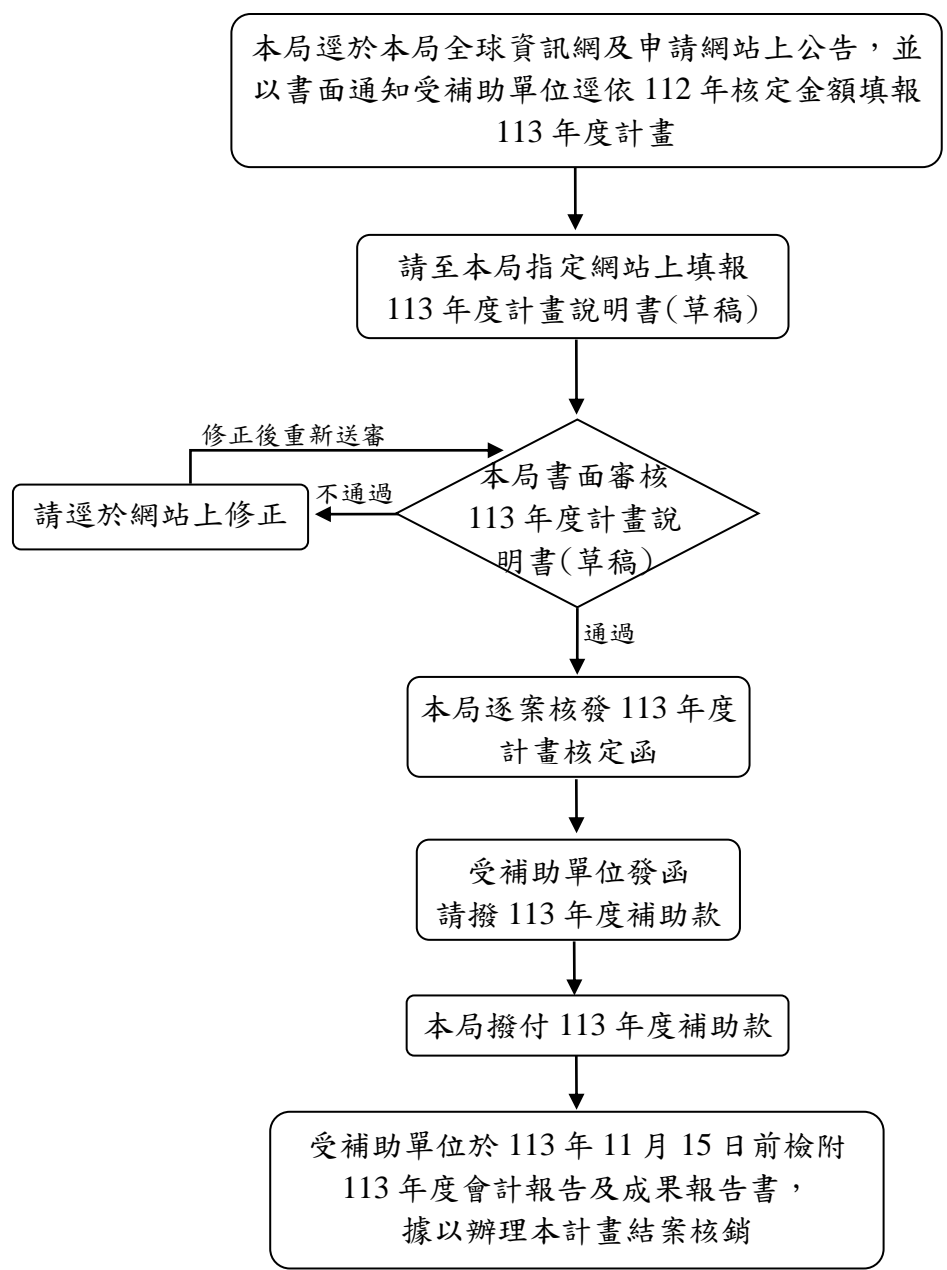 本局逕於本局全球資訊網及申請網站上公告，並
以書面通知受補助單位逕依 112 年核定金額填報
113 年度計畫
請至本局指定網站上填報
113 年度計畫說明書(草稿)
修正後重新送審
請逕於網站上修正
不通過
本局書面審核
113 年度計畫說
明書(草稿)
通過
本局逐案核發 113 年度
計畫核定函
受補助單位發函
請撥 113 年度補助款
本局撥付 113 年度補助款
受補助單位於 113 年 11 月 15 日前檢附
113 年度會計報告及成果報告書，
據以辦理本計畫結案核銷